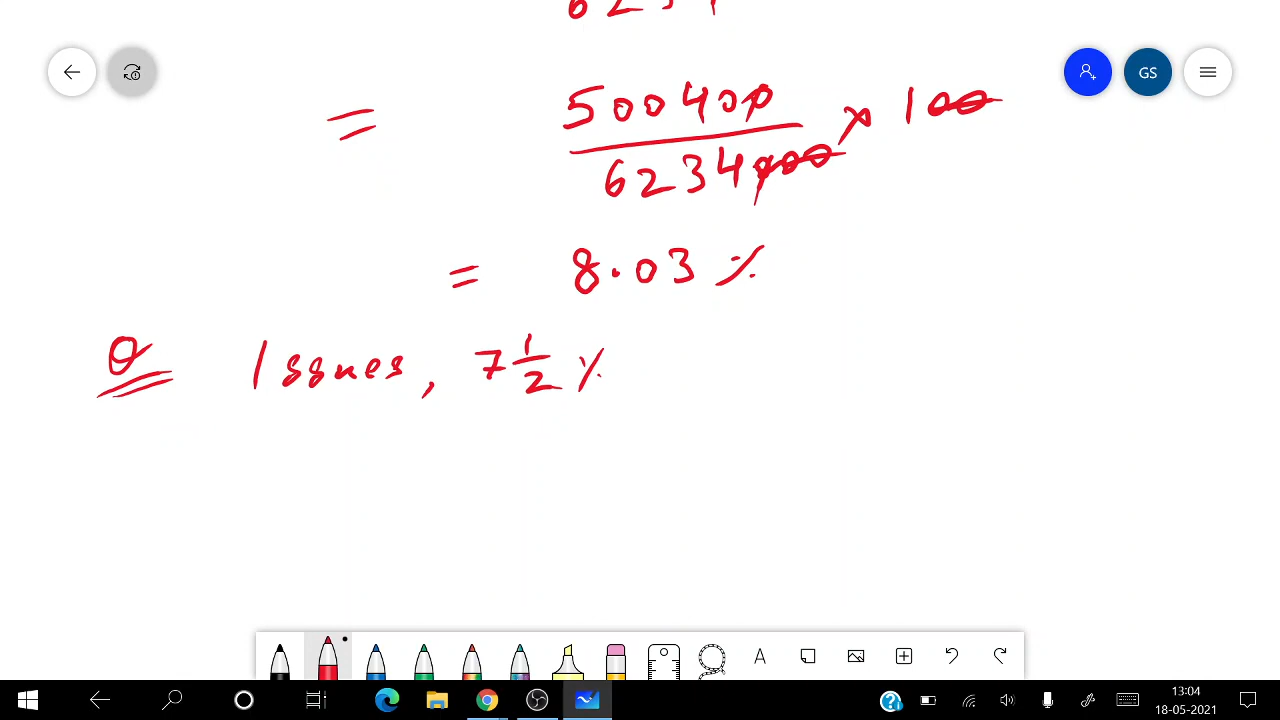 GS
= 500400 / 6234000 × 100
= 8.03 %
Q Issues, 7 1/2 %
A
13:04
18-05-2021